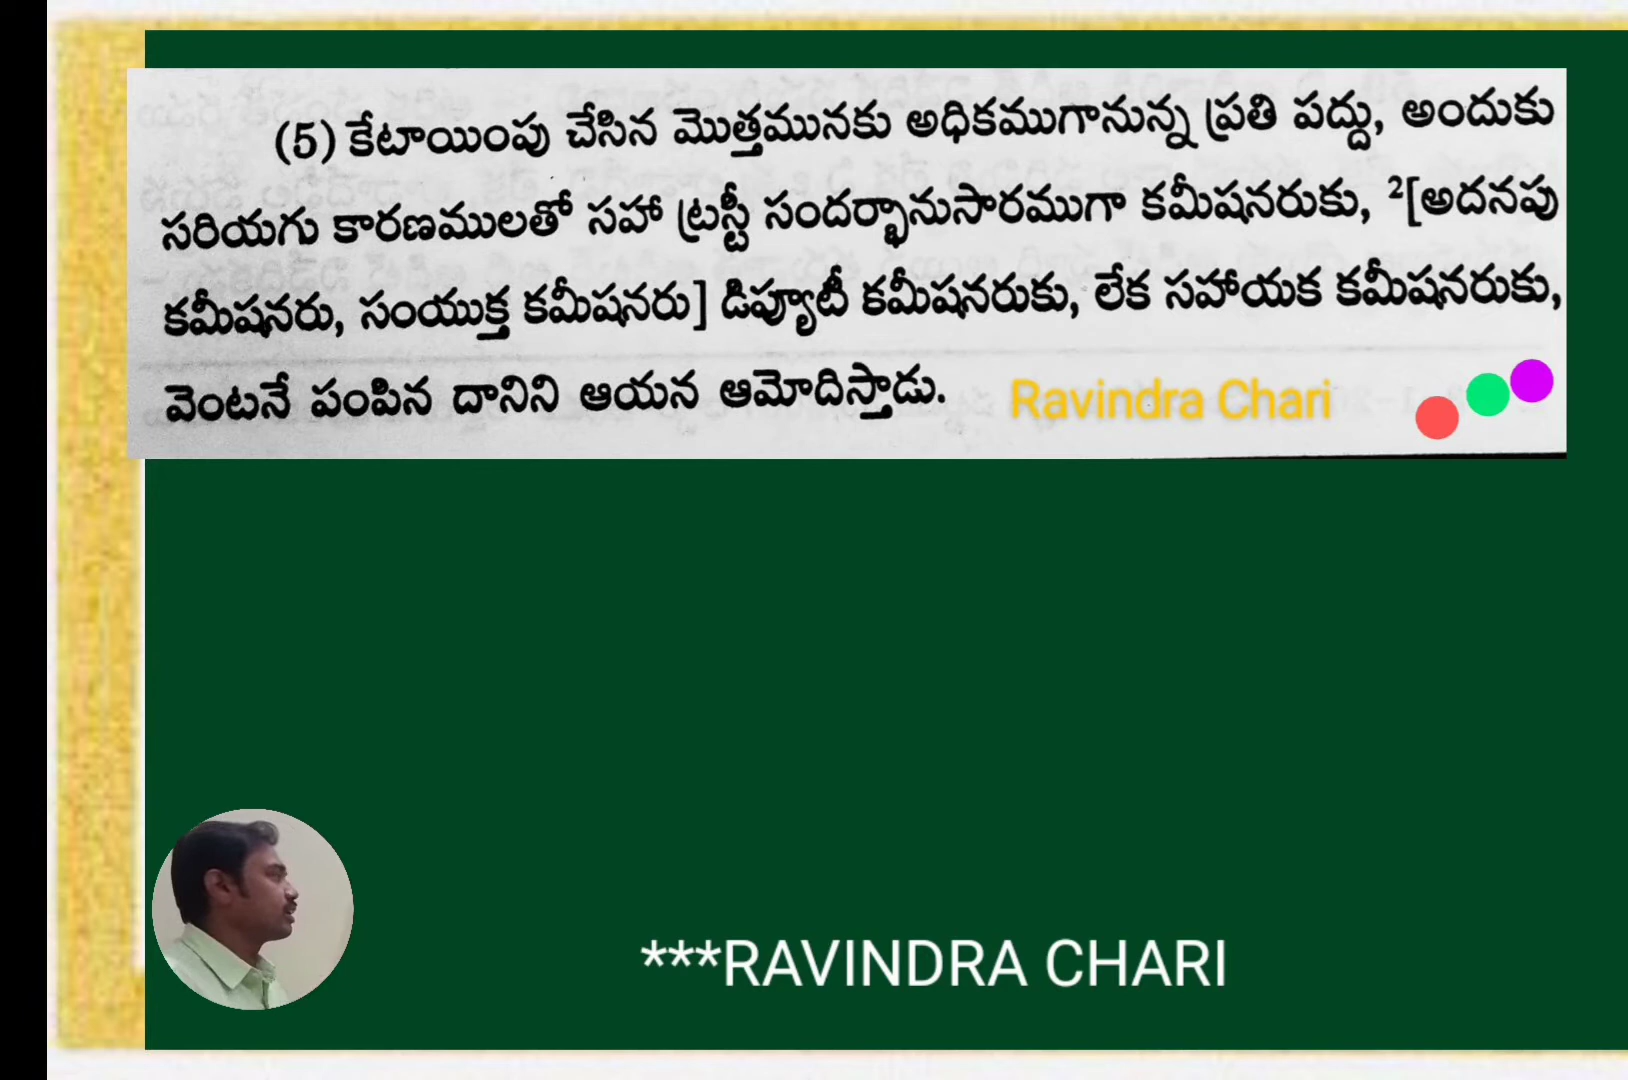 (5) కేటాయింపు చేసిన మొత్తమునకు అధికముగానున్న ప్రతి పద్దు, అందుకు
సరియగు కారణములతో సహా ట్రస్టీ సందర్భానుసారముగా కమీషనరుకు, ²[అదనపు
కమీషనరు, సంయుక్త కమీషనరు] డిప్యూటీ కమీషనరుకు, లేక సహాయక కమీషనరుకు,
వెంటనే పంపిన దానిని ఆయన ఆమోదిస్తాడు.
Ravindra Chari
***RAVINDRA CHARI